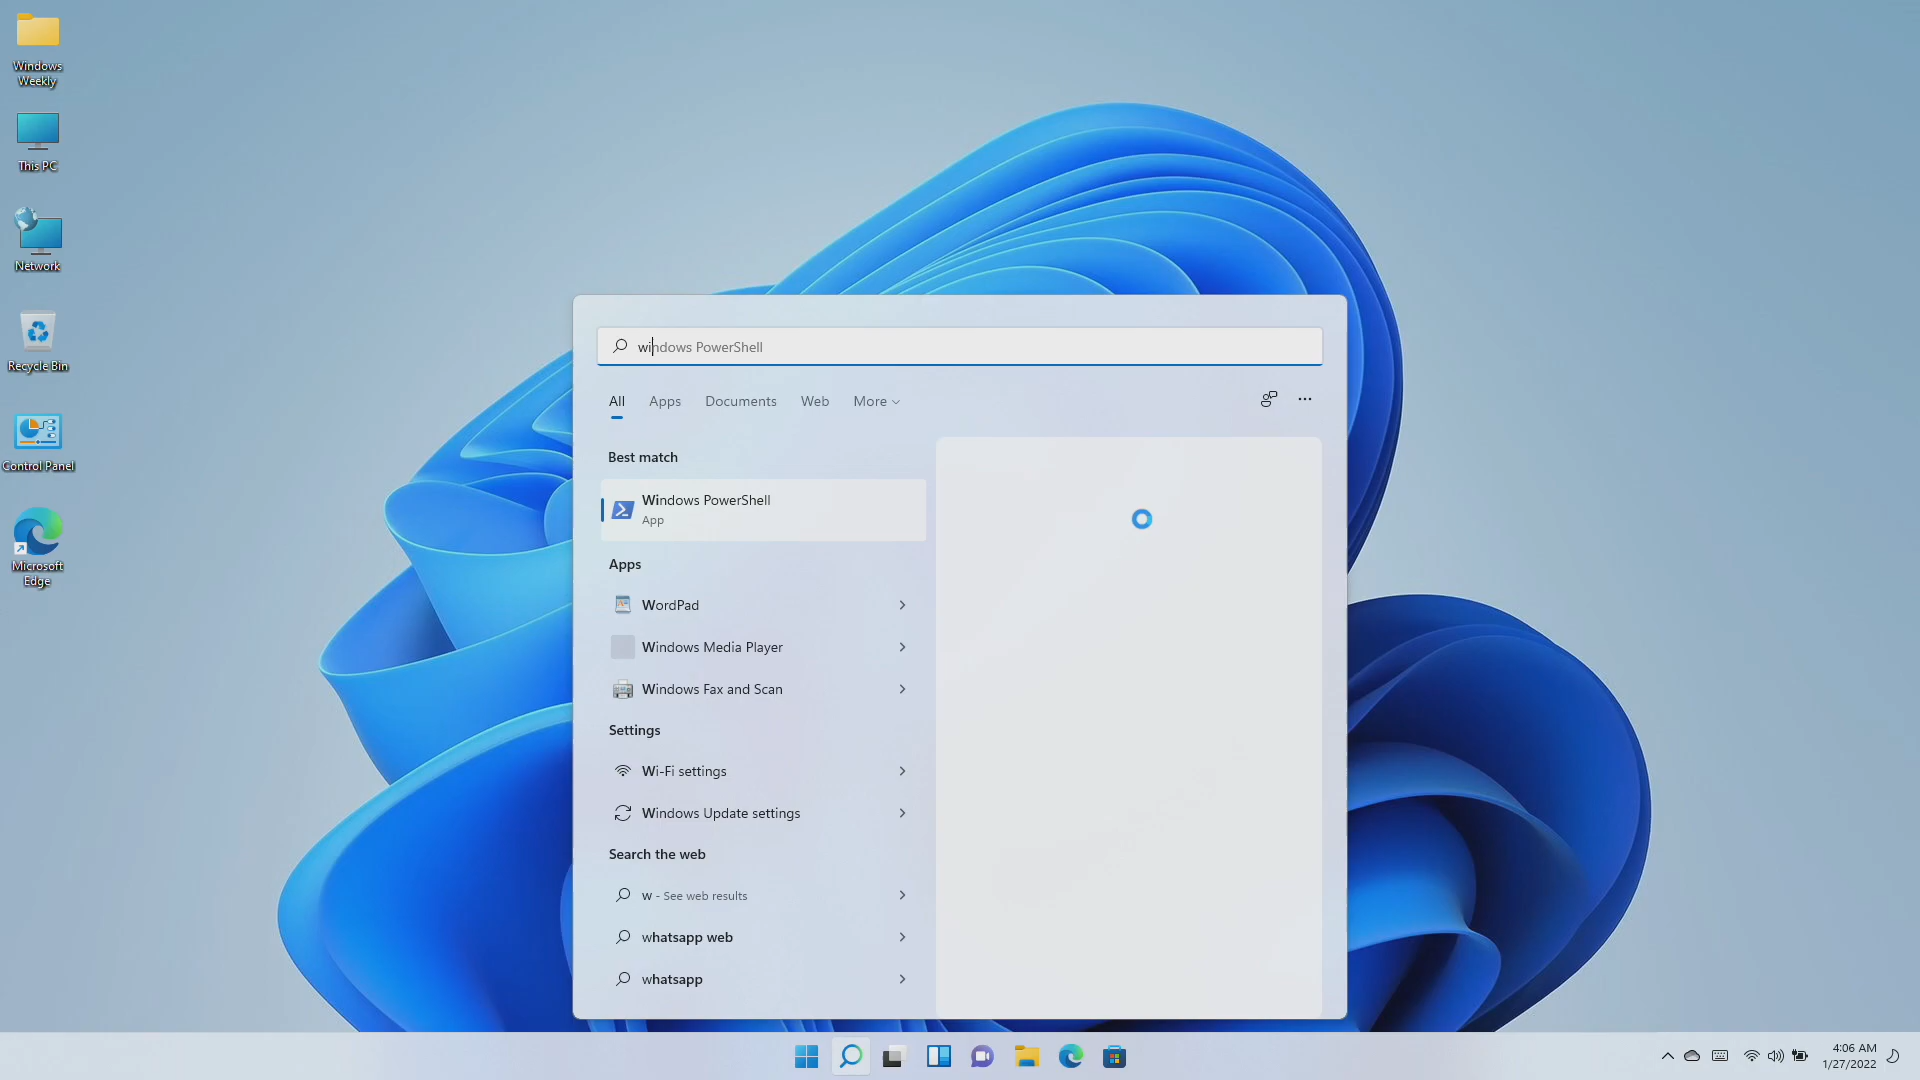 Windows
Weekly
This PC
Network
Recycle Bin
Control Panel
Microsoft
Edge
windows PowerShell
All
Apps
Documents
Web
More
Best match
Windows PowerShell
App
Apps
WordPad
Windows Media Player
Windows Fax and Scan
Settings
Wi-Fi settings
Windows Update settings
Search the web
w - See web results
whatsapp web
whatsapp
4:06 AM
1/27/2022